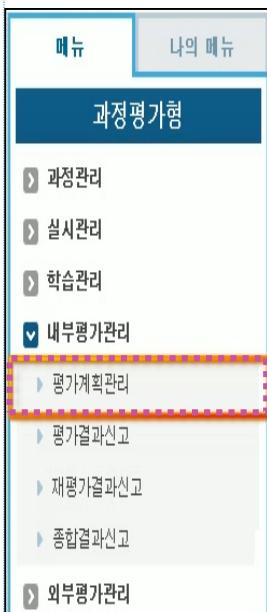 메뉴
나의 메뉴
과정평가형
과정관리
실시관리
학습관리
내부평가관리
평가계획관리
평가결과신고
재평가결과신고
종합결과신고
외부평가관리